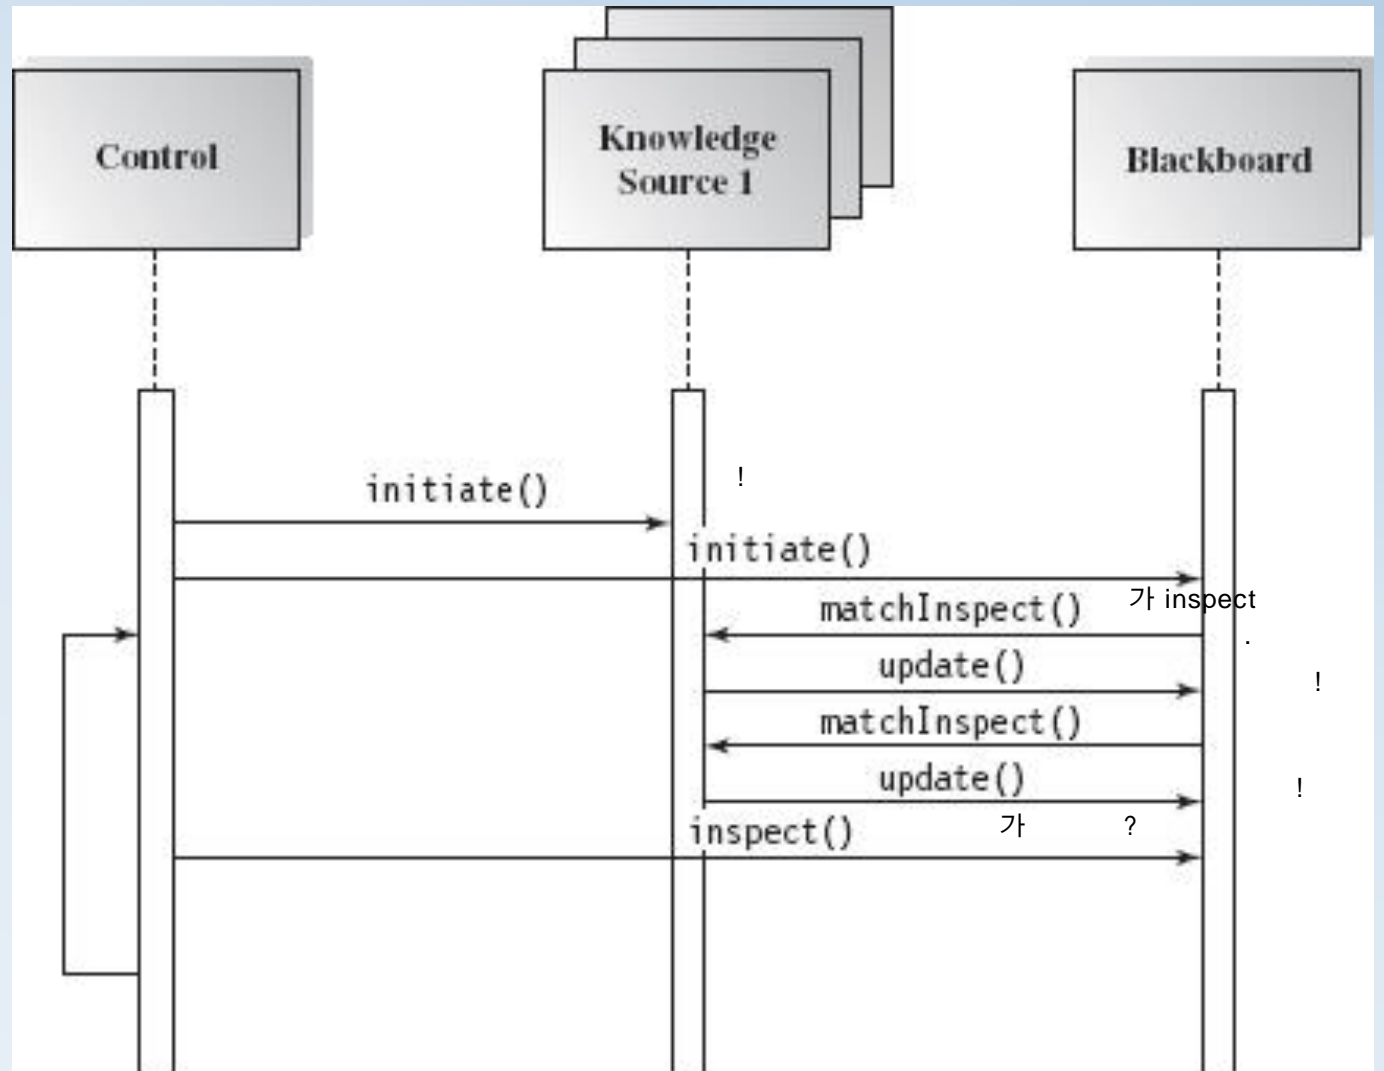 Control
Knowledge
Source 1
Blackboard
!
initiate()
initiate()
가 inspect
matchInspect()
.
update()
!
matchInspect()
update()
!
가 ?
inspect()